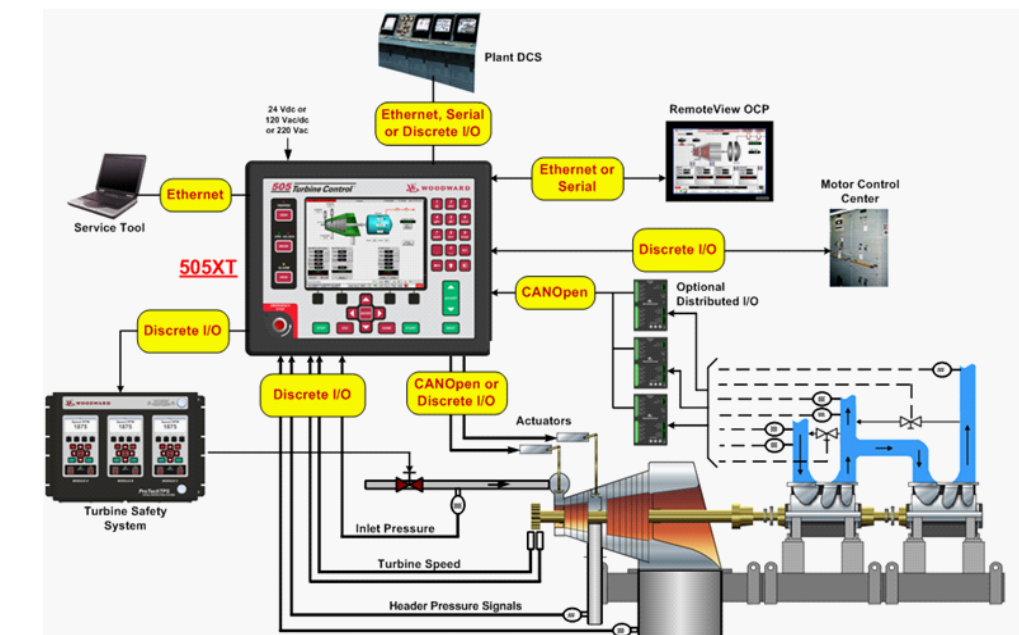 Plant DCS
24 Vdc or
120 Vac/dc
or 220 Vac
Ethernet, Serial
or Discrete I/O
RemoteView OCP
Ethernet or
Serial
Ethernet
Service Tool
505 Turbine Control
WOODWARD
Motor Control
Center
Discrete I/O
505XT
CANOpen
Optional
Distributed I/O
Discrete I/O
Discrete I/O
CANOpen or
Discrete I/O
WOODWARD
Actuators
ProTechTPS
Turbine Safety
System
Inlet Pressure
Turbine Speed
Header Pressure Signals